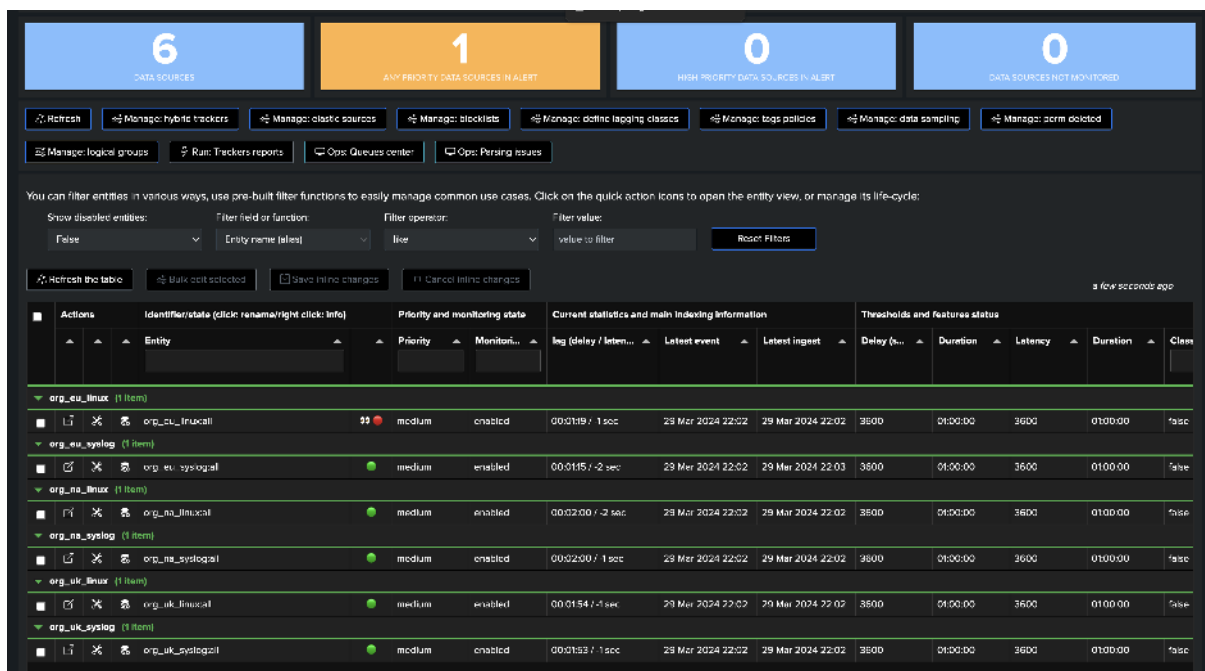 6
DATA SOURCES
1
ANY PRIORITY DATA SOURCES IN ALERT
0
HIGH PRIORITY DATA SOURCES IN ALERT
0
DATA SOURCES NOT MONITORED
Refresh Manage: hybrid trackers Manage: elastic sources Manage: blocklists Manage: define lagging classes Manage: tags policies Manage: data sampling Manage: perm deleted
Manage: logical groups Run: Trackers reports Ops: Queues center Ops: Parsing issues
You can filter entities in various ways, use pre-built filter functions to easily manage common use cases. Click on the quick action icons to open the entity view, or manage its life-cycle:
Show disabled entities: Filter field or function: Filter operator: Filter value:
False Entity name (alias) like value to filter Reset Filters
Refresh the table Bulk edit selected Save inline changes Cancel inline changes
a few seconds ago
Actions Identifier/state (click: rename/right click: info) Priority and monitoring state Current statistics and main indexing information Thresholds and features status
Entity Priority Monitori... lag (delay / laten... Latest event Latest ingest Delay (s... Duration Latency Duration Class
org_eu_linux (1 item)
org_eu_linux:all medium enabled 00:01:19 / -1 sec 29 Mar 2024 22:02 29 Mar 2024 22:02 3600 01:00:00 3600 01:00:00 false
org_eu_syslog (1 item)
org_eu_syslog:all medium enabled 00:01:15 / -2 sec 29 Mar 2024 22:02 29 Mar 2024 22:03 3600 01:00:00 3600 01:00:00 false
org_na_linux (1 item)
org_na_linux:all medium enabled 00:02:00 / -2 sec 29 Mar 2024 22:02 29 Mar 2024 22:02 3600 01:00:00 3600 01:00:00 false
org_na_syslog (1 item)
org_na_syslog:all medium enabled 00:02:00 / -1 sec 29 Mar 2024 22:02 29 Mar 2024 22:02 3600 01:00:00 3600 01:00:00 false
org_uk_linux (1 item)
org_uk_linux:all medium enabled 00:01:54 / -1 sec 29 Mar 2024 22:02 29 Mar 2024 22:02 3600 01:00:00 3600 01:00:00 false
org_uk_syslog (1 item)
org_uk_syslog:all medium enabled 00:01:53 / -1 sec 29 Mar 2024 22:02 29 Mar 2024 22:02 3600 01:00:00 3600 01:00:00 false